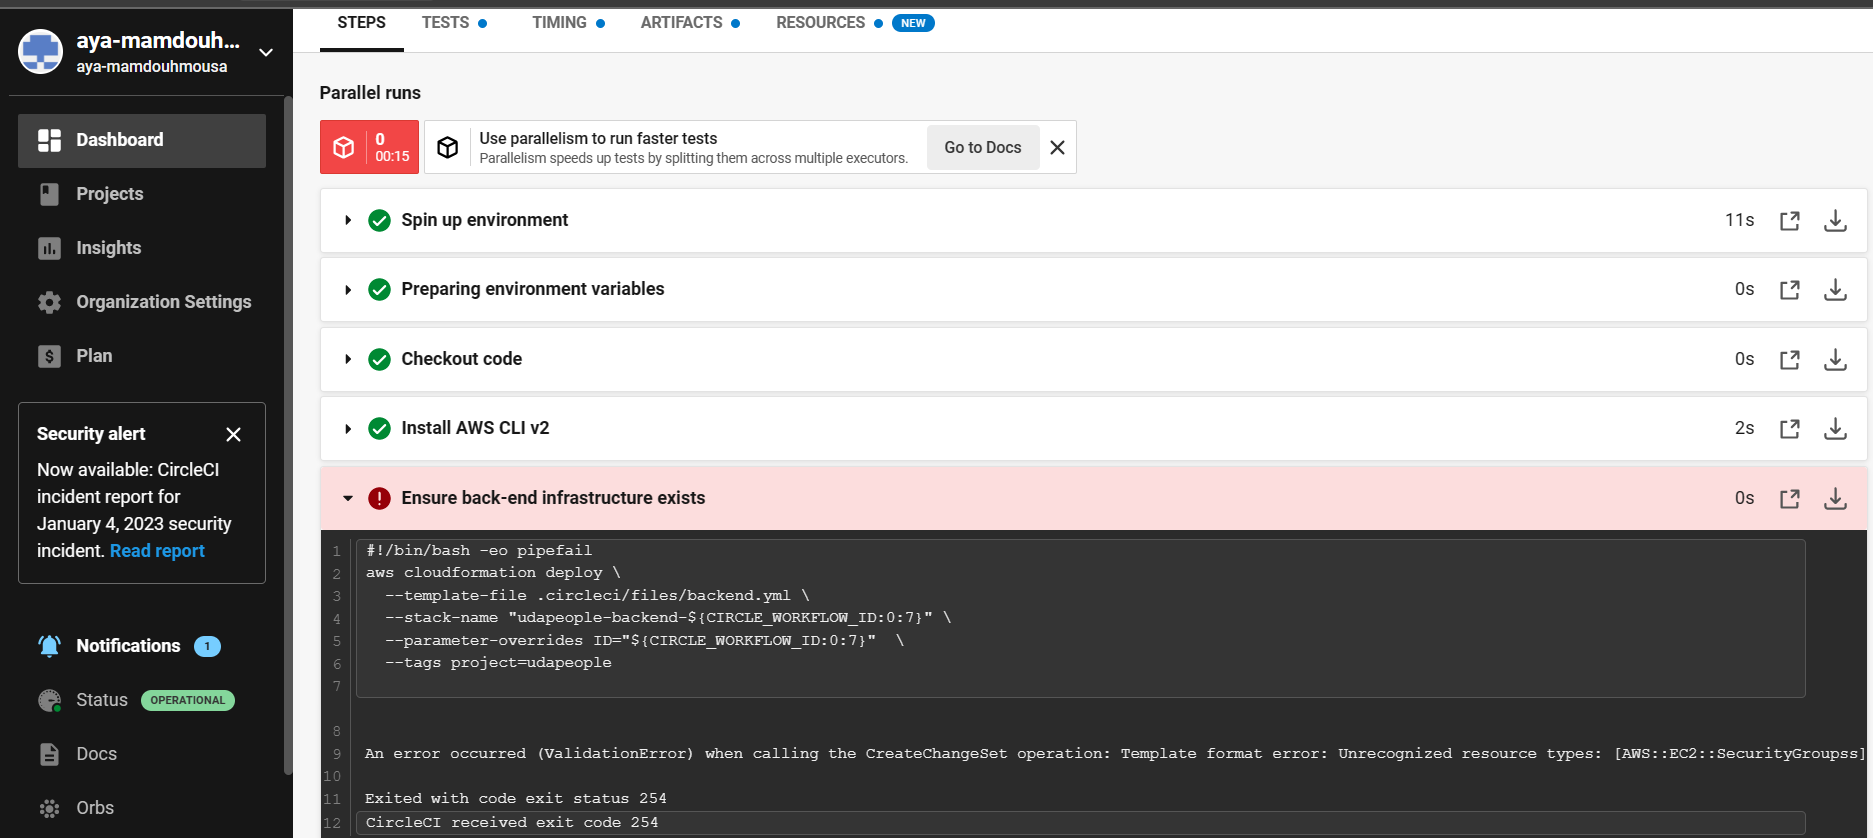 aya-mamdouh...
aya-mamdouhmousa
Dashboard
Projects
Insights
Organization Settings
Plan
Security alert
Now available: CircleCI
incident report for
January 4, 2023 security
incident. Read report
Notifications 1
Status OPERATIONAL
Docs
Orbs
STEPS TESTS TIMING ARTIFACTS RESOURCES NEW
Parallel runs
0
00:15
Use parallelism to run faster tests
Parallelism speeds up tests by splitting them across multiple executors.
Go to Docs
Spin up environment 11s
Preparing environment variables 0s
Checkout code 0s
Install AWS CLI v2 2s
Ensure back-end infrastructure exists 0s
1 #!/bin/bash -eo pipefail
2 aws cloudformation deploy \
3 --template-file .circleci/files/backend.yml \
4 --stack-name "udapeople-backend-${CIRCLE_WORKFLOW_ID:0:7}" \
5 --parameter-overrides ID="${CIRCLE_WORKFLOW_ID:0:7}" \
6 --tags project=udapeople
7
8
9 An error occurred (ValidationError) when calling the CreateChangeSet operation: Template format error: Unrecognized resource types: [AWS::EC2::SecurityGroupss]
10
11 Exited with code exit status 254
12 CircleCI received exit code 254